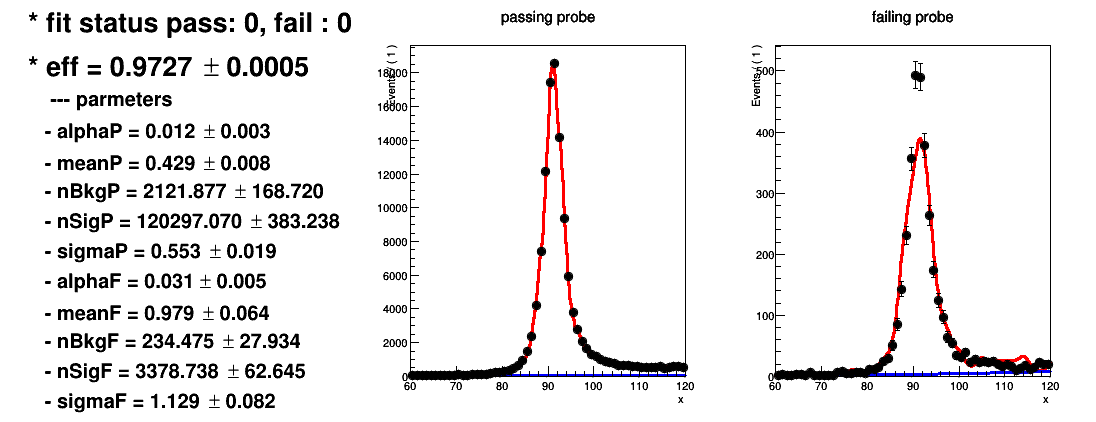 * fit status pass: 0, fail : 0
* eff = 0.9727 ± 0.0005
--- parmeters
- alphaP = 0.012 ± 0.003
- meanP = 0.429 ± 0.008
- nBkgP = 2121.877 ± 168.720
- nSigP = 120297.070 ± 383.238
- sigmaP = 0.553 ± 0.019
- alphaF = 0.031 ± 0.005
- meanF = 0.979 ± 0.064
- nBkgF = 234.475 ± 27.934
- nSigF = 3378.738 ± 62.645
- sigmaF = 1.129 ± 0.082
passing probe
Events / ( 1 )
18000
16000
14000
12000
10000
8000
6000
4000
2000
0
60 70 80 90 100 110 120
x
failing probe
Events / ( 1 )
500
400
300
200
100
0
60 70 80 90 100 110 120
x